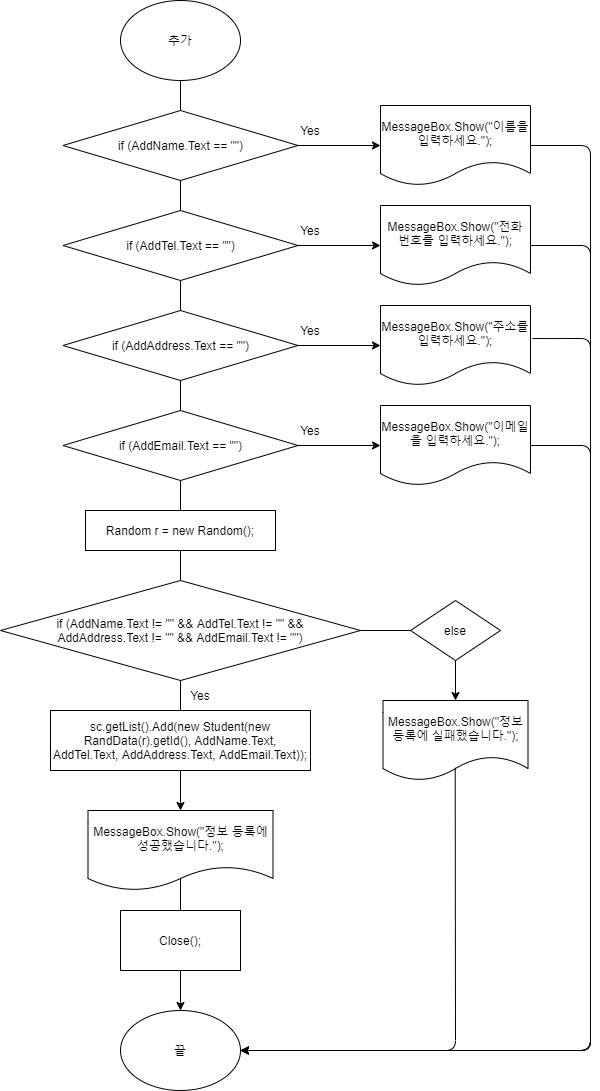 추가
if (AddName.Text == "")
Yes
MessageBox.Show("이름을
입력하세요.");
if (AddTel.Text == "")
Yes
MessageBox.Show("전화
번호를 입력하세요.");
if (AddAddress.Text == "")
Yes
MessageBox.Show("주소를
입력하세요.");
if (AddEmail.Text == "")
Yes
MessageBox.Show("이메일
을 입력하세요.");
Random r = new Random();
if (AddName.Text != "" && AddTel.Text != "" &&
AddAddress.Text != "" && AddEmail.Text != "")
else
Yes
sc.getList().Add(new Student(new
RandData(r).getId(), AddName.Text,
AddTel.Text, AddAddress.Text, AddEmail.Text));
MessageBox.Show("정보
등록에 실패했습니다.");
MessageBox.Show("정보 등록에
성공했습니다.");
Close();
끝